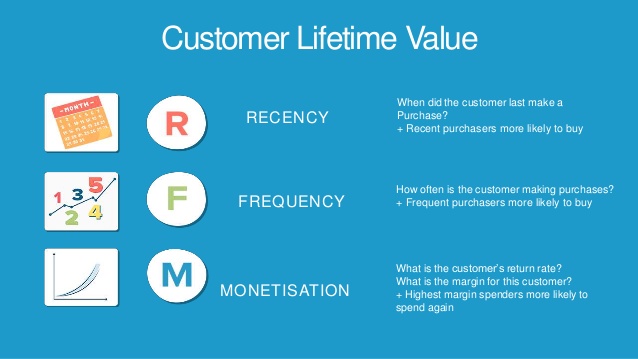 Customer Lifetime Value
MONTH
R
RECENCY
When did the customer last make a
Purchase?
+ Recent purchasers more likely to buy
1 2 3 4 5
F
FREQUENCY
How often is the customer making purchases?
+ Frequent purchasers more likely to buy
M
MONETISATION
What is the customer's return rate?
What is the margin for this customer?
+ Highest margin spenders more likely to
spend again